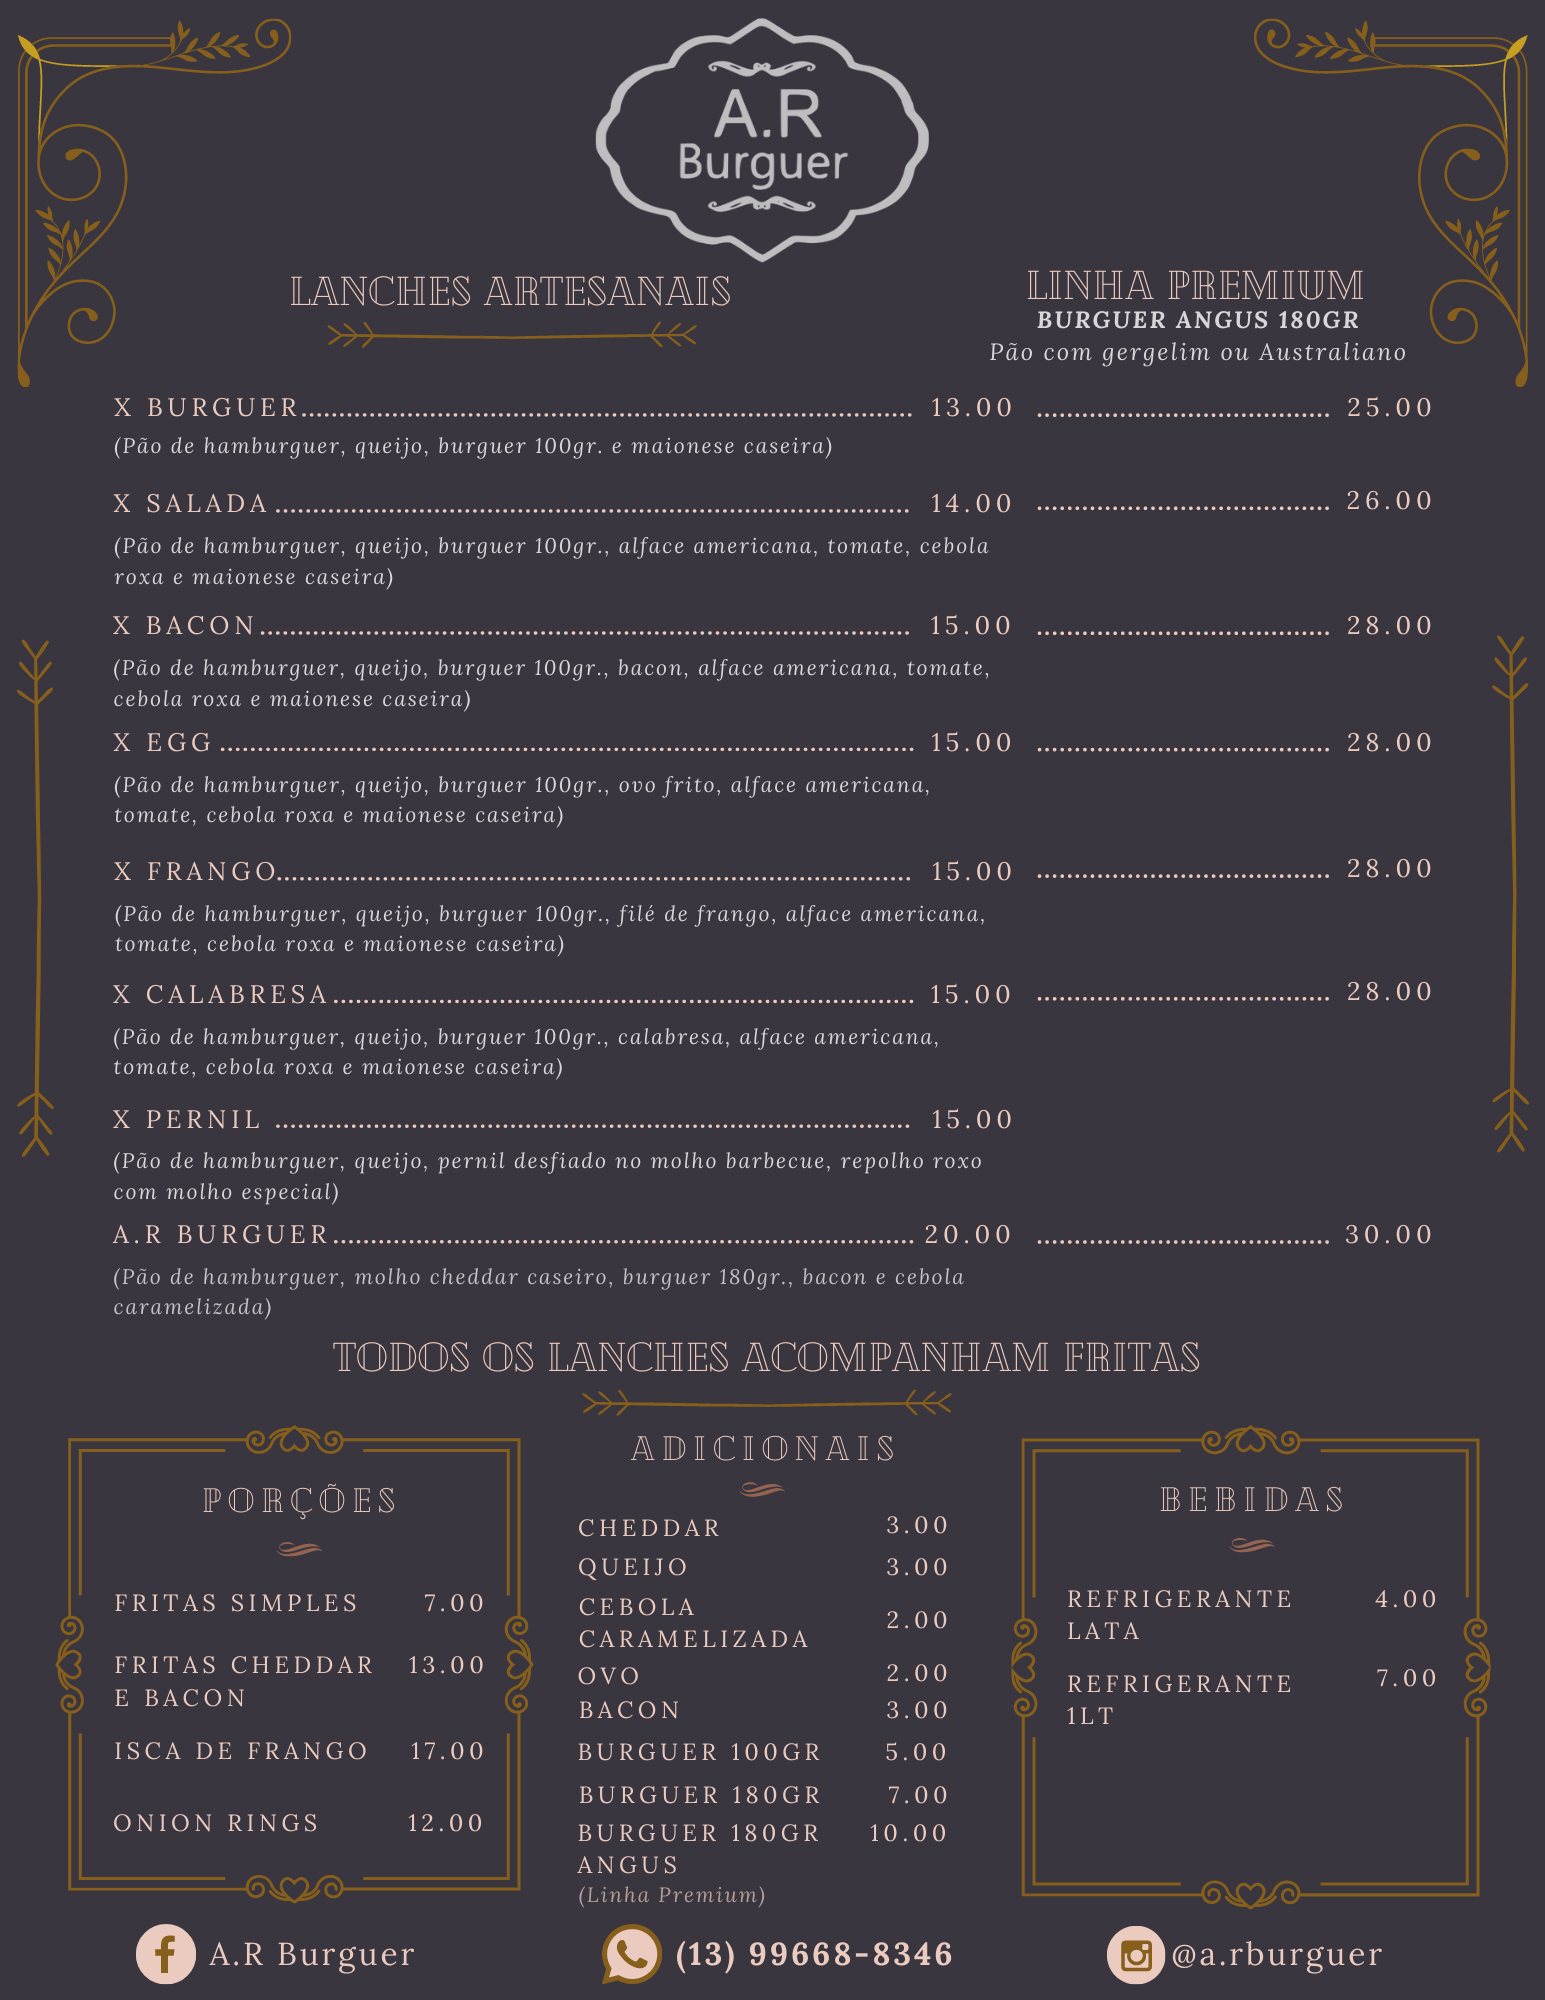 A.R
Burguer
LANCHES ARTESANAIS
LINHA PREMIUM
BURGUER ANGUS 180GR
Pão com gergelim ou Australiano
X BURGUER 13.00 25.00
(Pão de hamburguer, queijo, burguer 100gr. e maionese caseira)
X SALADA 14.00 26.00
(Pão de hamburguer, queijo, burguer 100gr., alface americana, tomate, cebola
roxa e maionese caseira)
X BACON 15.00 28.00
(Pão de hamburguer, queijo, burguer 100gr., bacon, alface americana, tomate,
cebola roxa e maionese caseira)
X EGG 15.00 28.00
(Pão de hamburguer, queijo, burguer 100gr., ovo frito, alface americana,
tomate, cebola roxa e maionese caseira)
X FRANGO 15.00 28.00
(Pão de hamburguer, queijo, burguer 100gr., filé de frango, alface americana,
tomate, cebola roxa e maionese caseira)
X CALABRESA 15.00 28.00
(Pão de hamburguer, queijo, burguer 100gr., calabresa, alface americana,
tomate, cebola roxa e maionese caseira)
X PERNIL 15.00
(Pão de hamburguer, queijo, pernil desfiado no molho barbecue, repolho roxo
com molho especial)
A.R BURGUER 20.00 30.00
(Pão de hamburguer, molho cheddar caseiro, burguer 180gr., bacon e cebola
caramelizada)
TODOS OS LANCHES ACOMPANHAM FRITAS
PORÇÕES
FRITAS SIMPLES 7.00
FRITAS CHEDDAR 13.00
E BACON
ISCA DE FRANGO 17.00
ONION RINGS 12.00
ADICIONAIS
CHEDDAR 3.00
QUEIJO 3.00
CEBOLA
CARAMELIZADA 2.00
OVO 2.00
BACON 3.00
BURGUER 100GR 5.00
BURGUER 180GR 7.00
BURGUER 180GR 10.00
ANGUS
(Linha Premium)
BEBIDAS
REFRIGERANTE 4.00
LATA
REFRIGERANTE 7.00
1LT
A.R Burguer
(13) 99668-8346
@a.rburguer